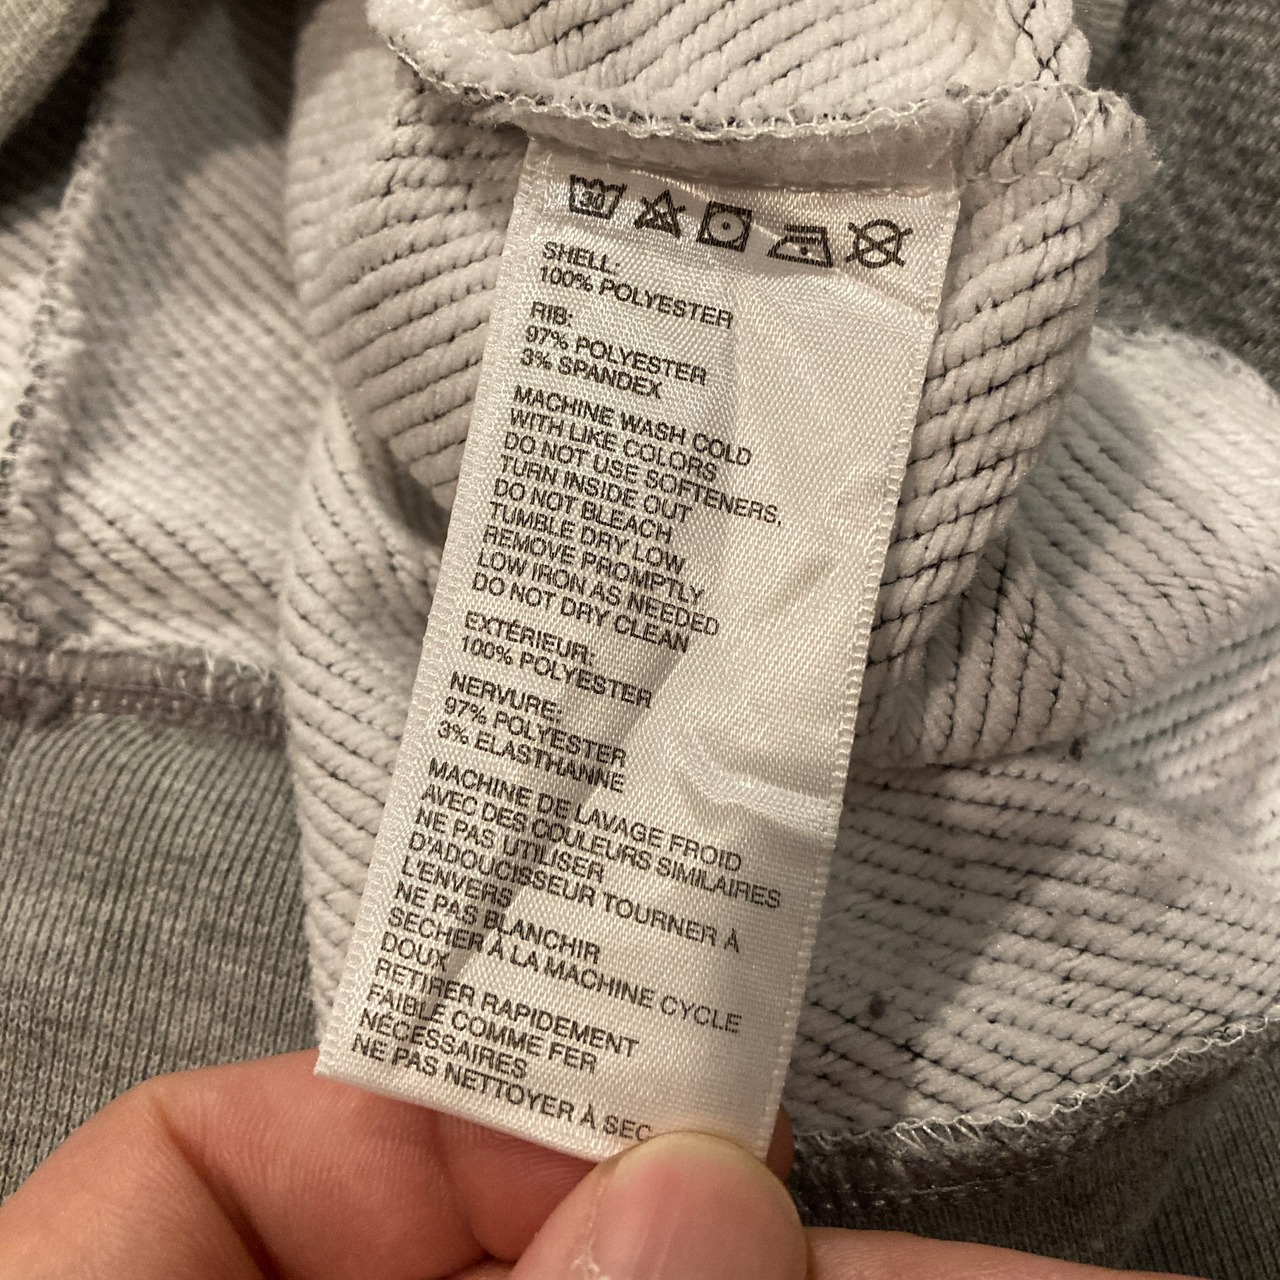 30
SHELL:
100% POLYESTER
RIB:
97% POLYESTER
3% SPANDEX
MACHINE WASH COLD
WITH LIKE COLORS
DO NOT USE SOFTENERS,
TURN INSIDE OUT
DO NOT BLEACH
TUMBLE DRY LOW
REMOVE PROMPTLY
LOW IRON AS NEEDED
DO NOT DRY CLEAN
EXTÉRIEUR:
100% POLYESTER
NERVURE:
97% POLYESTER
3% ELASTHANNE
MACHINE DE LAVAGE FROID
AVEC DES COULEURS SIMILAIRES
NE PAS UTILISER
D'ADOUCISSEUR TOURNER À
L'ENVERS
NE PAS BLANCHIR
SÉCHER À LA MACHINE CYCLE
DOUX
RETIRER RAPIDEMENT
FAIBLE COMME FER
NÉCESSAIRES
NE PAS NETTOYER À SEC